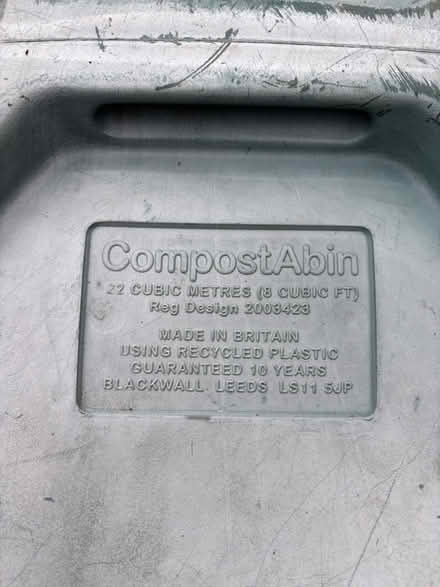 CompostAbin
.22 CUBIC METRES (8 CUBIC FT)
Reg Design 2003423
MADE IN BRITAIN
USING RECYCLED PLASTIC
GUARANTEED 10 YEARS
BLACKWALL LEEDS LS11 5JP